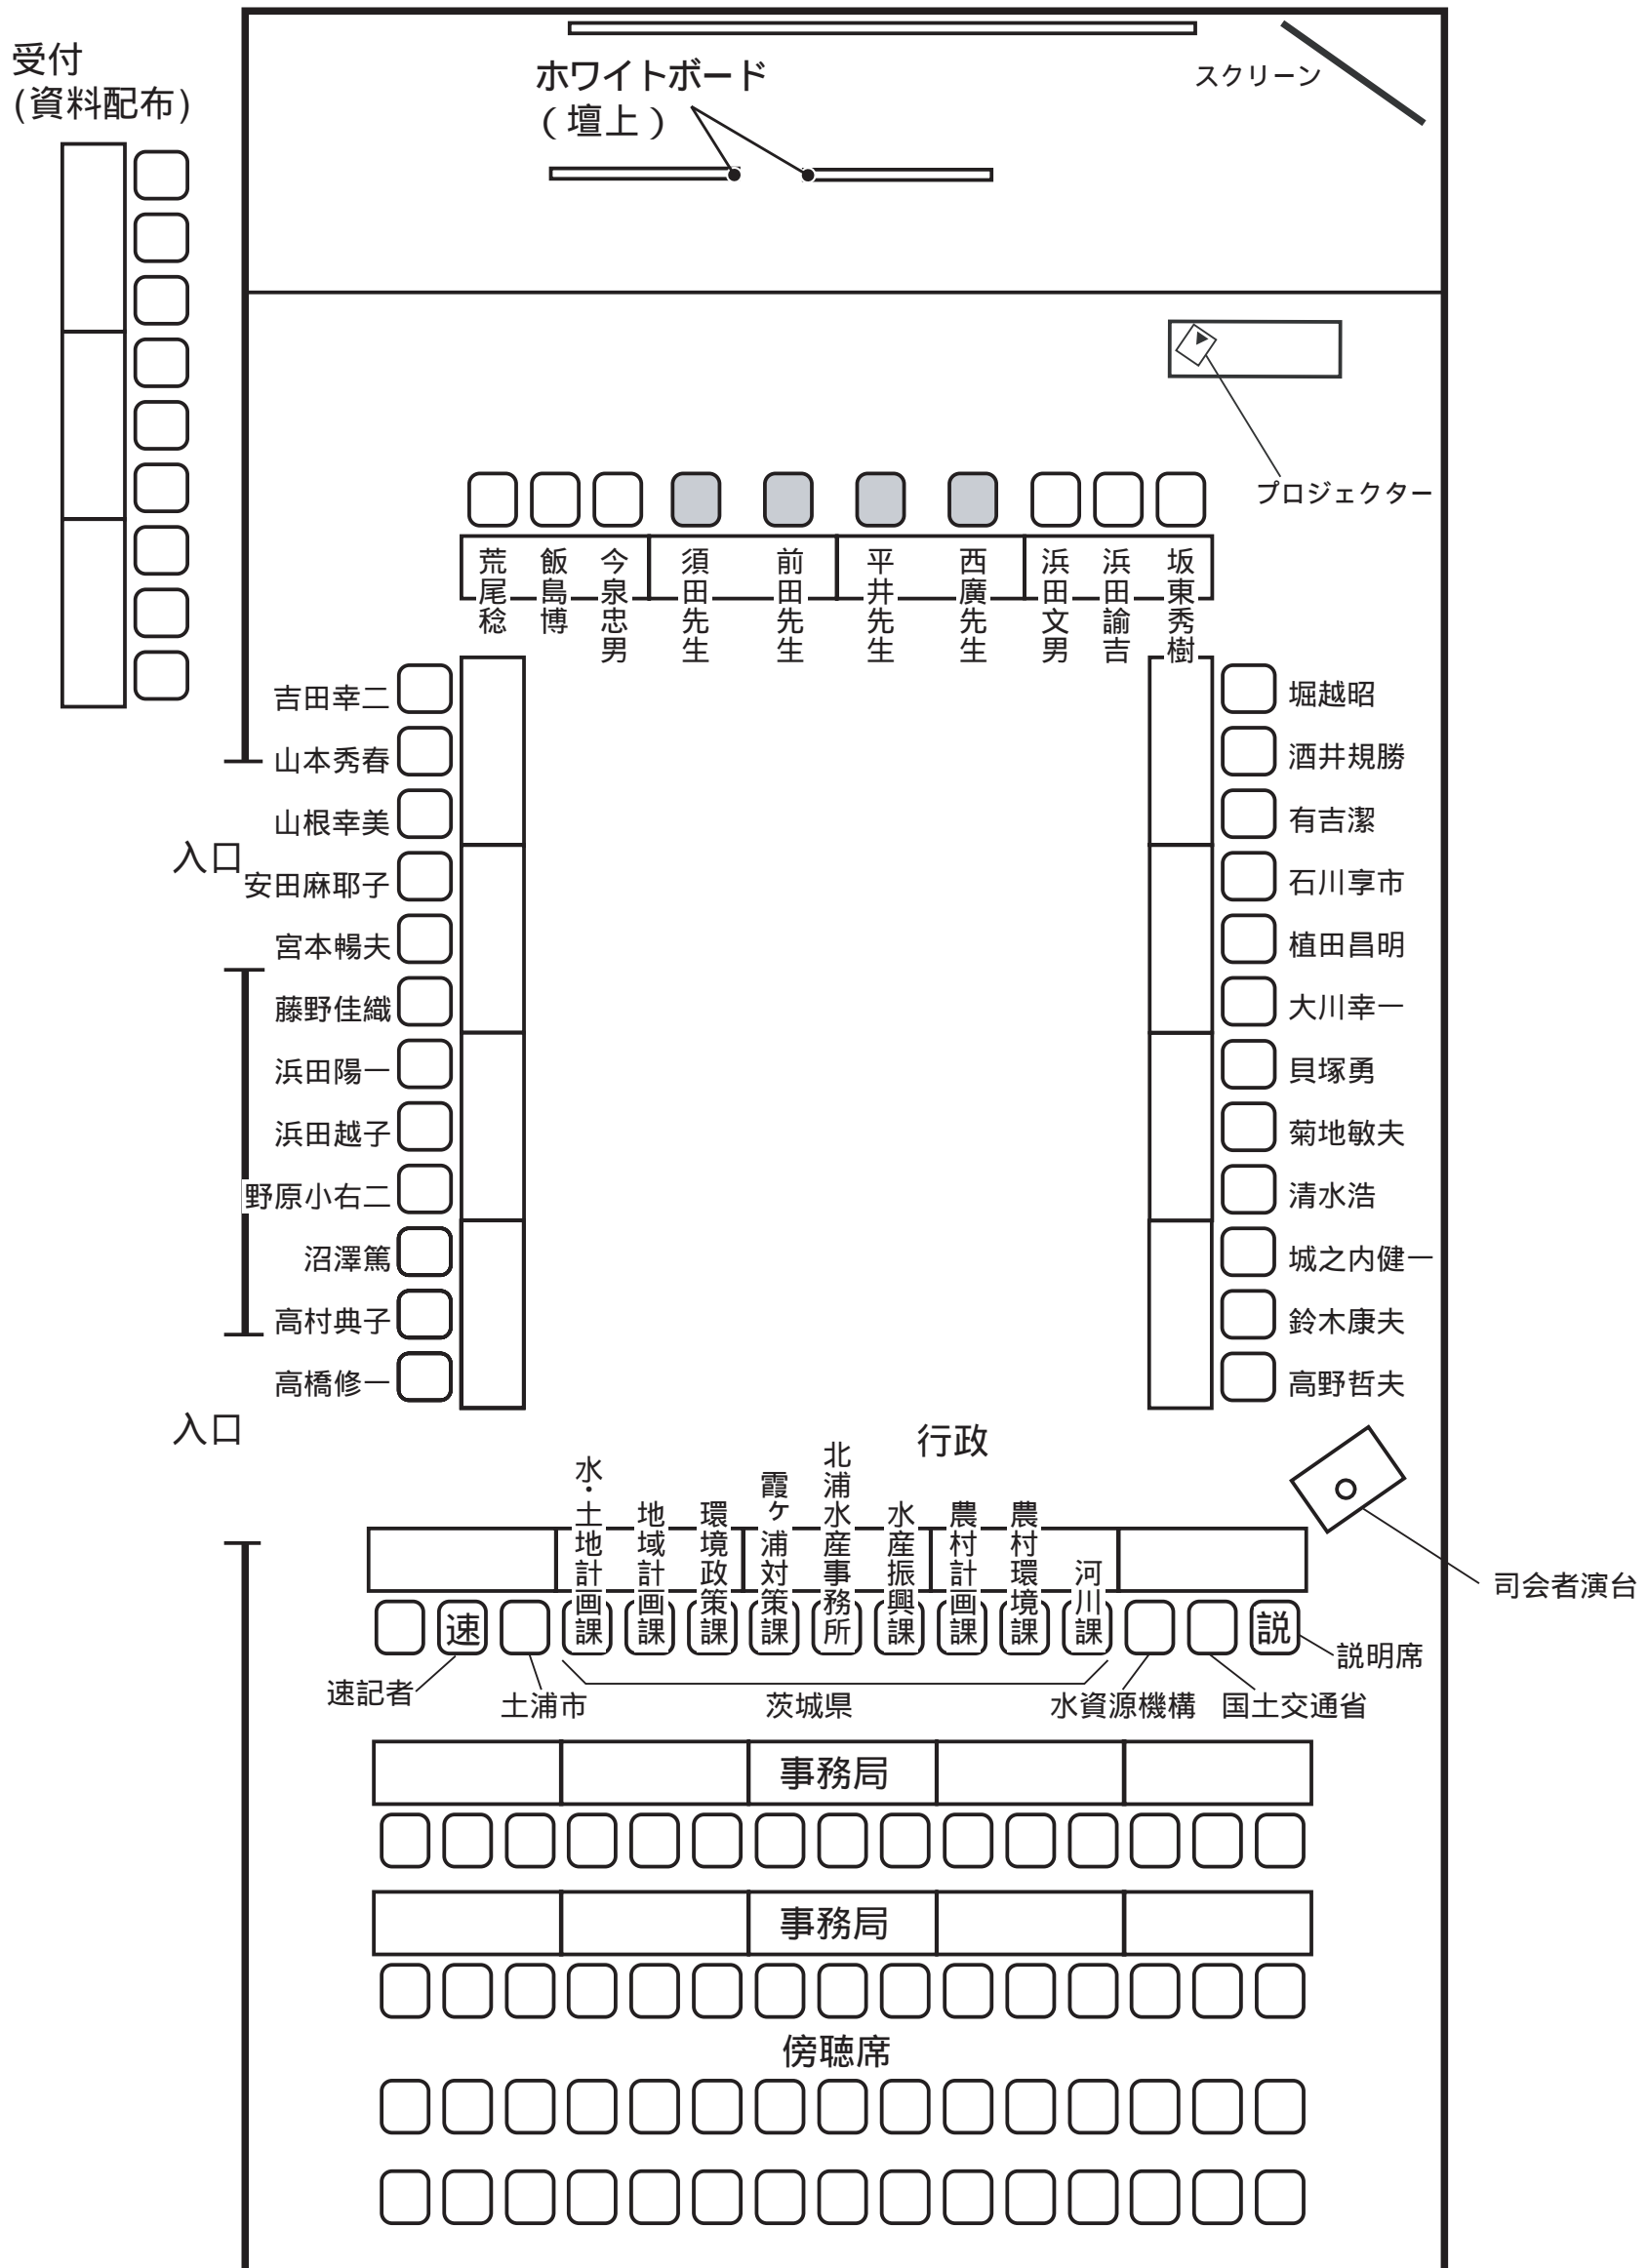 受付
(資料配布)
ホワイトボード
(壇上)
スクリーン
プロジェクター
荒尾稔
飯島博
今泉忠男
須田先生
前田先生
平井先生
西廣先生
浜田文男
浜田諭吉
坂東秀樹
吉田幸二
山本秀春
山根幸美
入口
安田麻耶子
宮本暢夫
藤野佳織
浜田陽一
浜田越子
野原小右二
沼澤篤
高村典子
高橋修一
入口
堀越昭
酒井規勝
有吉潔
石川享市
植田昌明
大川幸一
貝塚勇
菊地敏夫
清水浩
城之内健一
鈴木康夫
高野哲夫
行政
水・土地計画課
地域計画課
環境政策課
霞ヶ浦対策課
北浦水産事務所
水産振興課
農村計画課
農村環境課
河川課
司会者演台
速
説
説明席
速記者
土浦市
茨城県
水資源機構
国土交通省
事務局
事務局
傍聴席